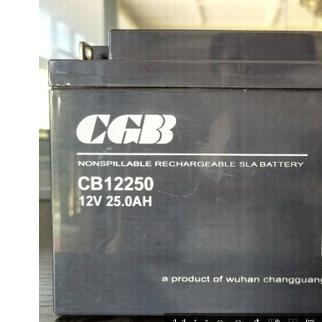 CGB
NONSPILLABLE RECHARGEABLE SLA BATTERY
CB12250
12V 25.0AH
a product of wuhan changguang